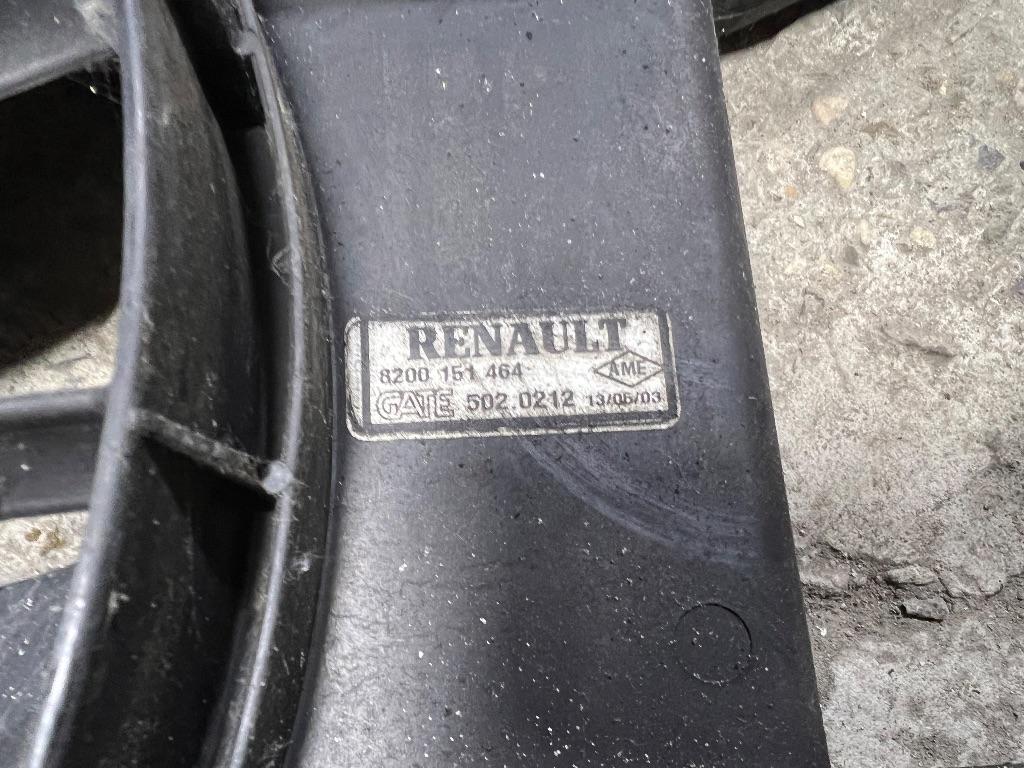 RENAULT
8200 151 464 AME
GATE 502.0212 13/06/03